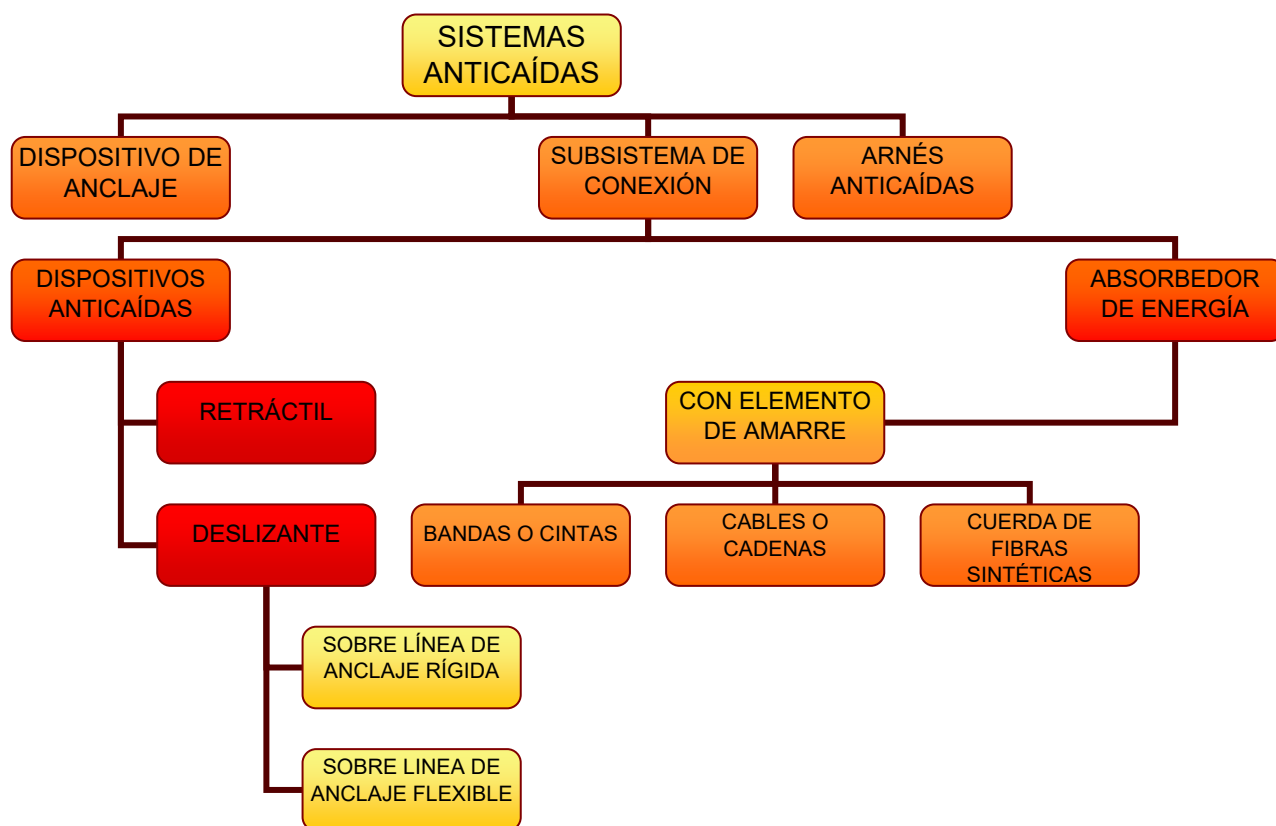 SISTEMAS
ANTICAÍDAS
DISPOSITIVO DE
ANCLAJE
SUBSISTEMA DE
CONEXIÓN
ARNÉS
ANTICAÍDAS
DISPOSITIVOS
ANTICAÍDAS
ABSORBEDOR
DE ENERGÍA
RETRÁCTIL
CON ELEMENTO
DE AMARRE
DESLIZANTE
BANDAS O CINTAS
CABLES O
CADENAS
CUERDA DE
FIBRAS
SINTÉTICAS
SOBRE LÍNEA DE
ANCLAJE RÍGIDA
SOBRE LINEA DE
ANCLAJE FLEXIBLE